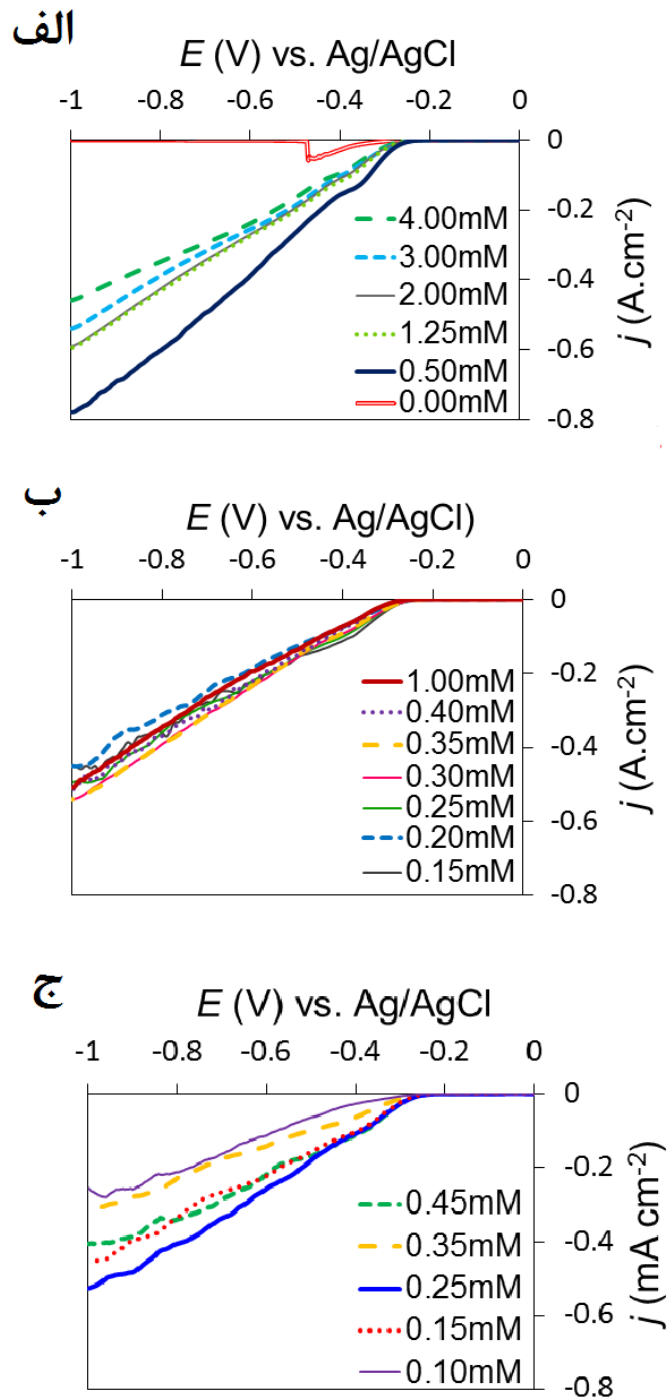 الف
E (V) vs. Ag/AgCl
-1 -0.8 -0.6 -0.4 -0.2 0
0
-0.2
-0.4
-0.6
-0.8
j (A.cm-2)
4.00mM
3.00mM
2.00mM
1.25mM
0.50mM
0.00mM
ب
E (V) vs. Ag/AgCl)
-1 -0.8 -0.6 -0.4 -0.2 0
0
-0.2
-0.4
-0.6
-0.8
j (A.cm-2)
1.00mM
0.40mM
0.35mM
0.30mM
0.25mM
0.20mM
0.15mM
ج
E (V) vs. Ag/AgCl
-1 -0.8 -0.6 -0.4 -0.2 0
0
-0.2
-0.4
-0.6
-0.8
j (mA cm-2)
0.45mM
0.35mM
0.25mM
0.15mM
0.10mM